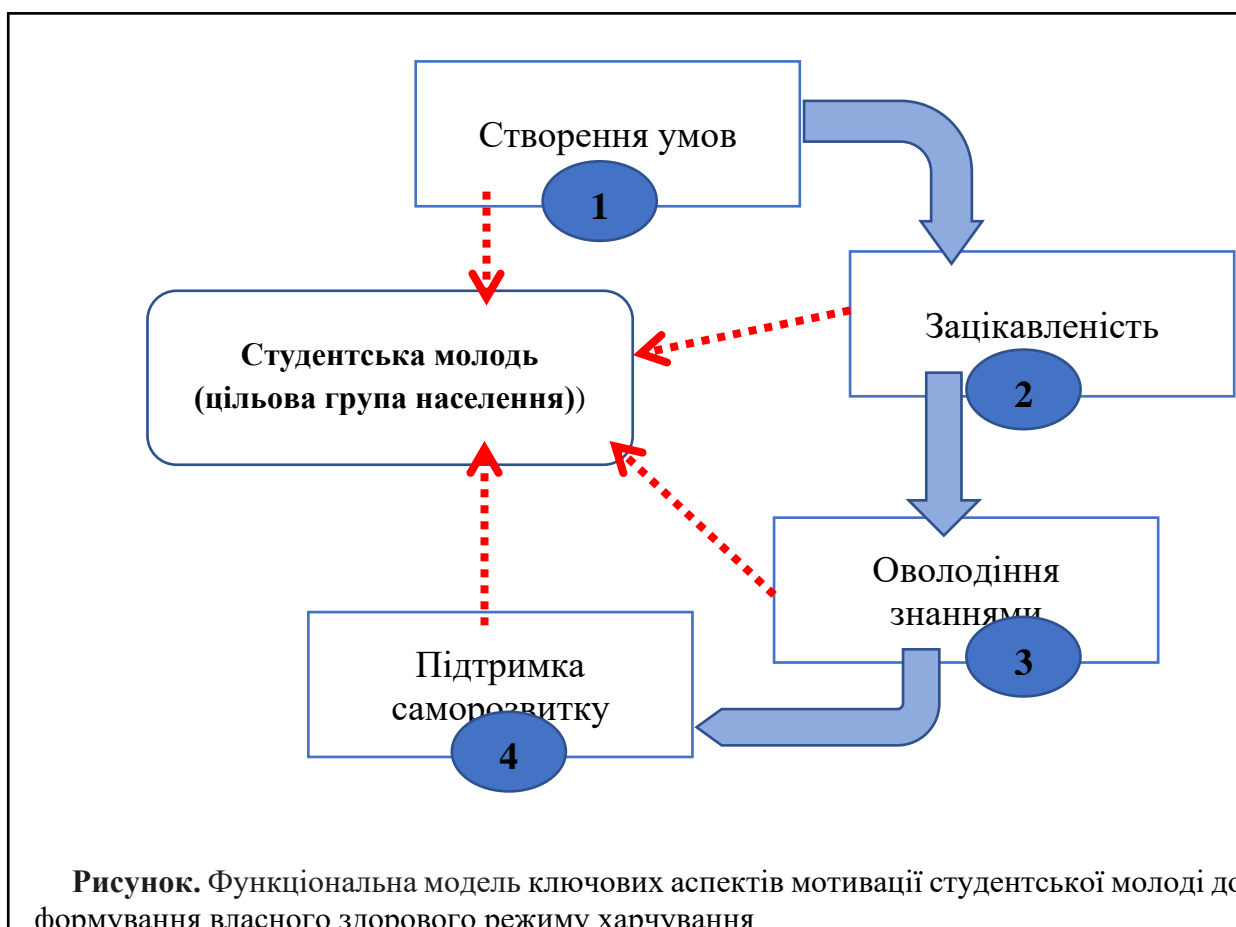 Створення умов
1
Зацікавленість
2
Студентська молодь
(цільова група населення))
Оволодіння
знаннями
3
Підтримка
саморозвитку
4
Рисунок. Функціональна модель ключових аспектів мотивації студентської молоді до
формування власного здорового режиму харчування